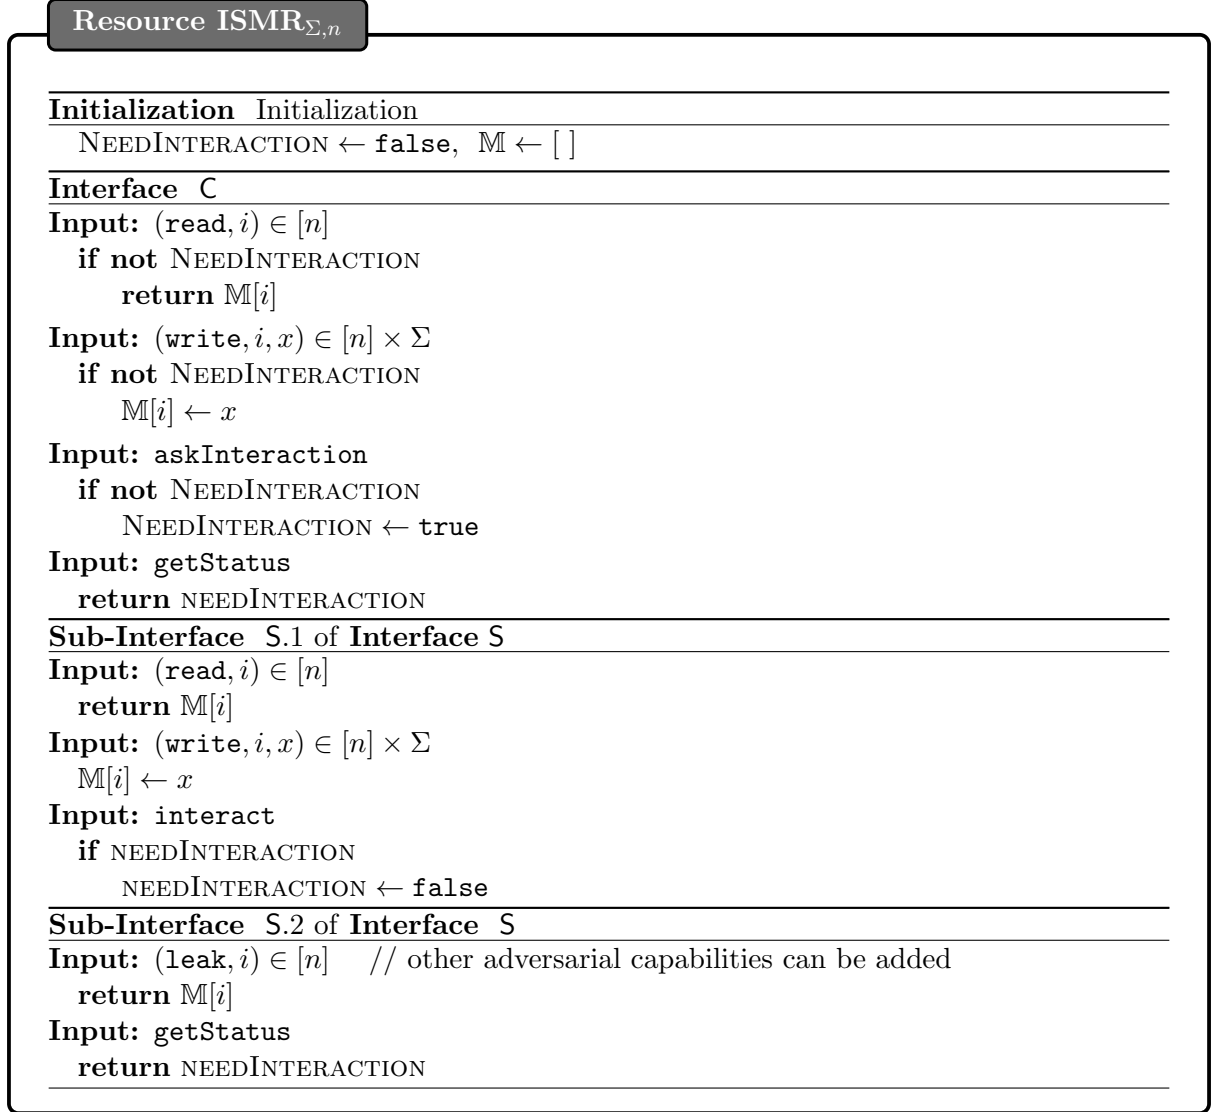 Resource ISMR_{Σ,n}
Initialization Initialization
NEEDINTERACTION ← false, 𝕄 ← [ ]
Interface C
Input: (read, i) ∈ [n]
if not NEEDINTERACTION
return 𝕄[i]
Input: (write, i, x) ∈ [n] × Σ
if not NEEDINTERACTION
𝕄[i] ← x
Input: askInteraction
if not NEEDINTERACTION
NEEDINTERACTION ← true
Input: getStatus
return needINTERACTION
Sub-Interface S.1 of Interface S
Input: (read, i) ∈ [n]
return 𝕄[i]
Input: (write, i, x) ∈ [n] × Σ
𝕄[i] ← x
Input: interact
if needINTERACTION
needINTERACTION ← false
Sub-Interface S.2 of Interface S
Input: (leak, i) ∈ [n] // other adversarial capabilities can be added
return 𝕄[i]
Input: getStatus
return needINTERACTION